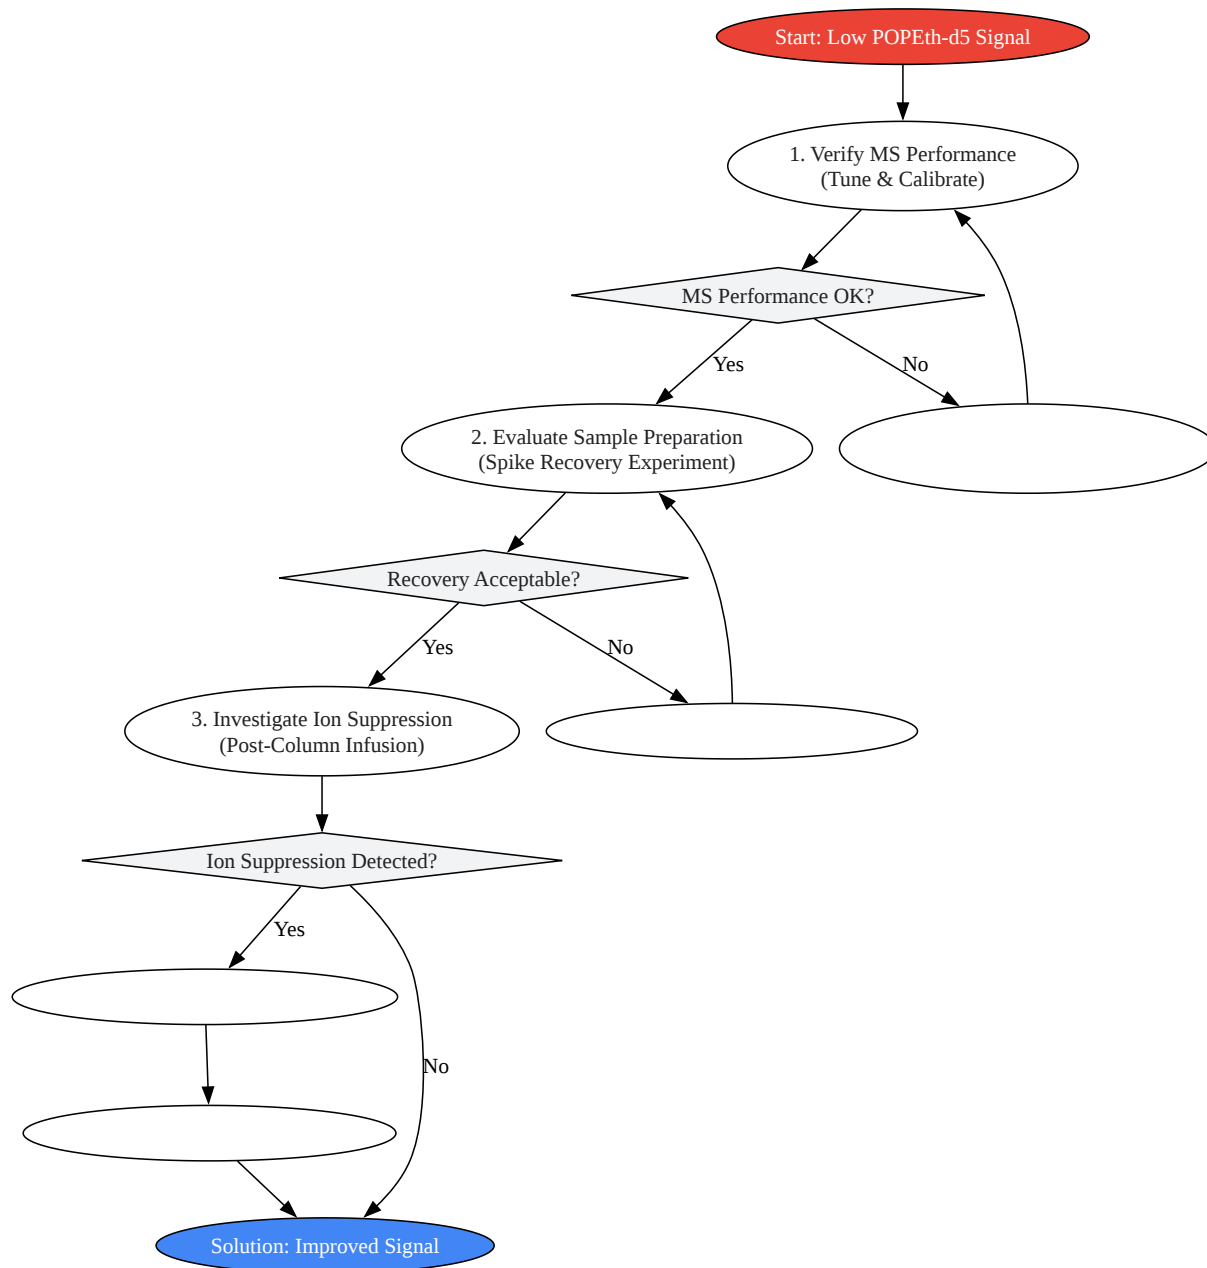 Start: Low POPEth-d5 Signal
1. Verify MS Performance
(Tune & Calibrate)
MS Performance OK?
Yes
No
2. Evaluate Sample Preparation
(Spike Recovery Experiment)
Recovery Acceptable?
Yes
No
3. Investigate Ion Suppression
(Post-Column Infusion)
Ion Suppression Detected?
Yes
No
Solution: Improved Signal